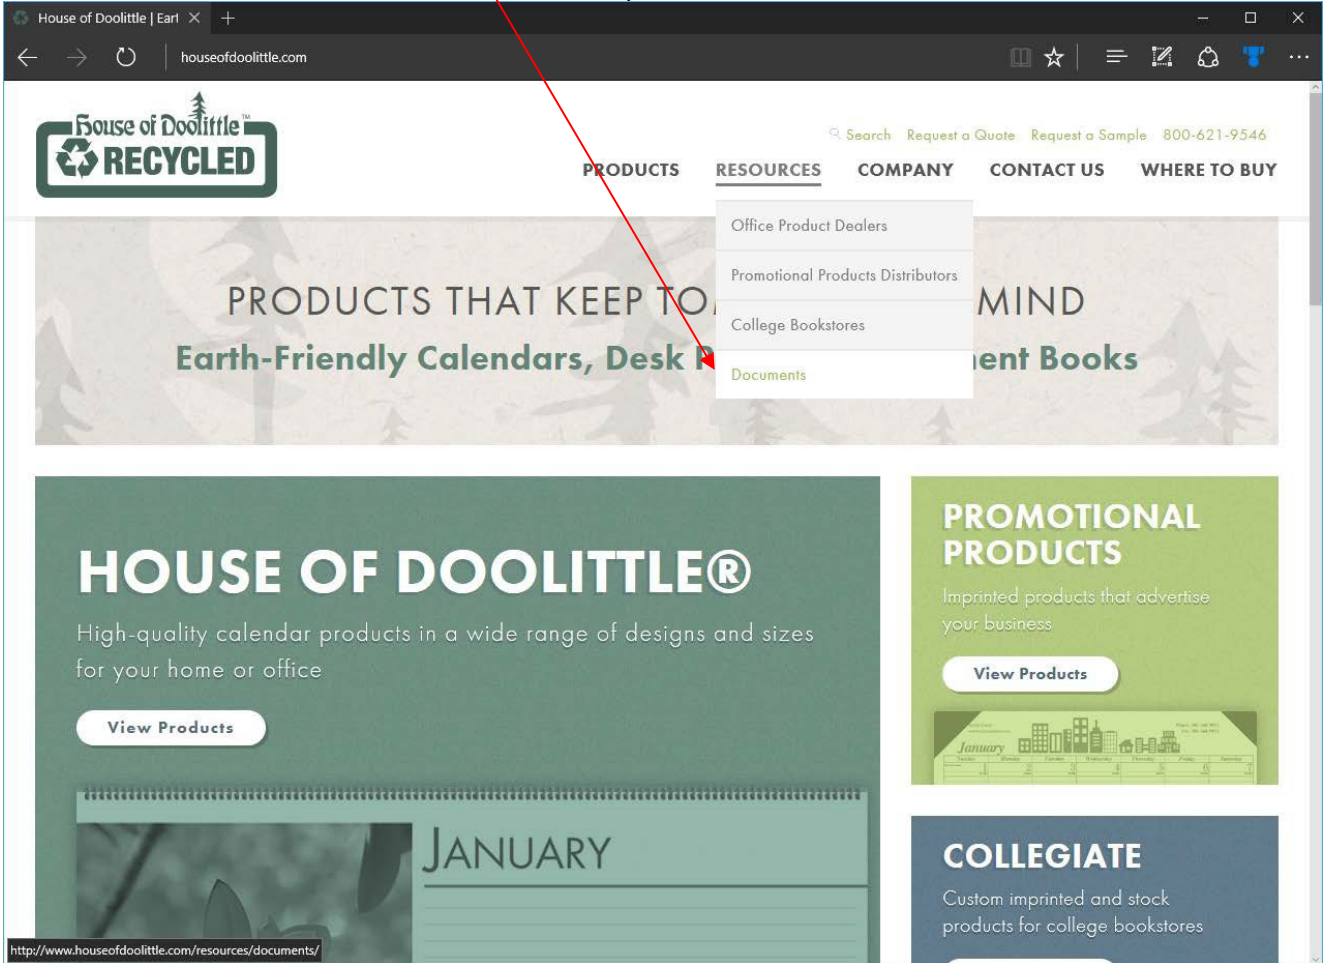 House of Doolittle | Eart
houseofdoolittle.com
House of Doolittle™
RECYCLED
Search Request a Quote Request a Sample 800-621-9546
PRODUCTS RESOURCES COMPANY CONTACT US WHERE TO BUY
Office Product Dealers
Promotional Products Distributors
College Bookstores
Documents
PRODUCTS THAT KEEP TO MIND
Earth-Friendly Calendars, Desk P ent Books
HOUSE OF DOOLITTLE®
High-quality calendar products in a wide range of designs and sizes
for your home or office
View Products
JANUARY
PROMOTIONAL
PRODUCTS
Imprinted products that advertise
your business
View Products
January
COLLEGIATE
Custom imprinted and stock
products for college bookstores
http://www.houseofdoolittle.com/resources/documents/